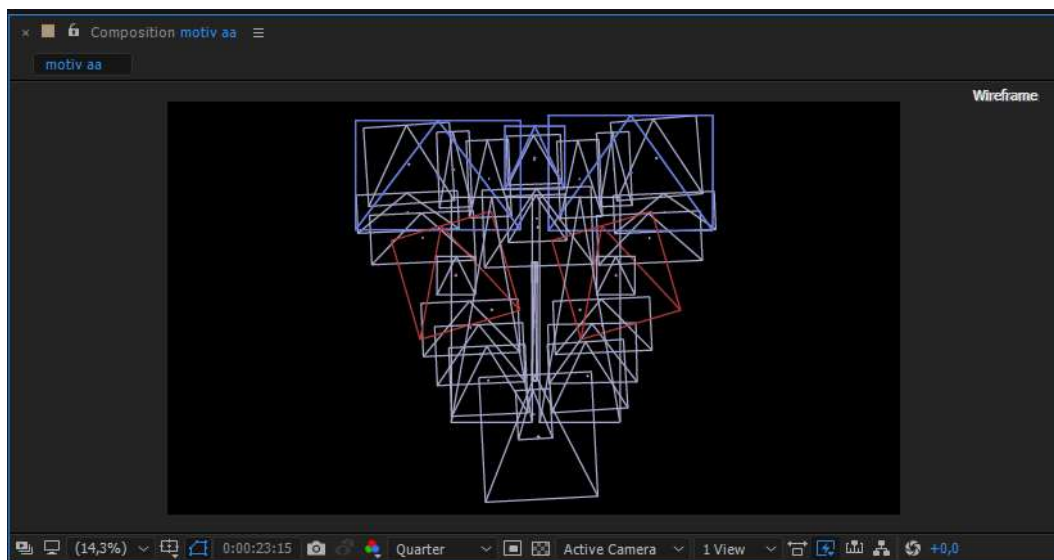 Composition motiv aa
motiv aa
Wireframe
(14,3%) 0:00:23:15 Quarter Active Camera 1 View +0,0